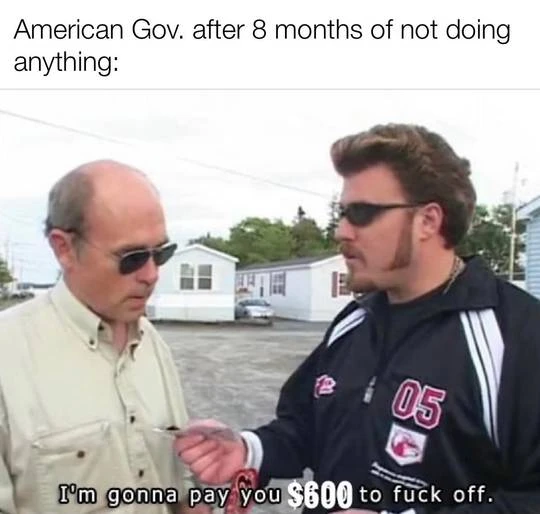 American Gov. after 8 months of not doing
anything:
05
I'm gonna pay you $600 to fuck off.